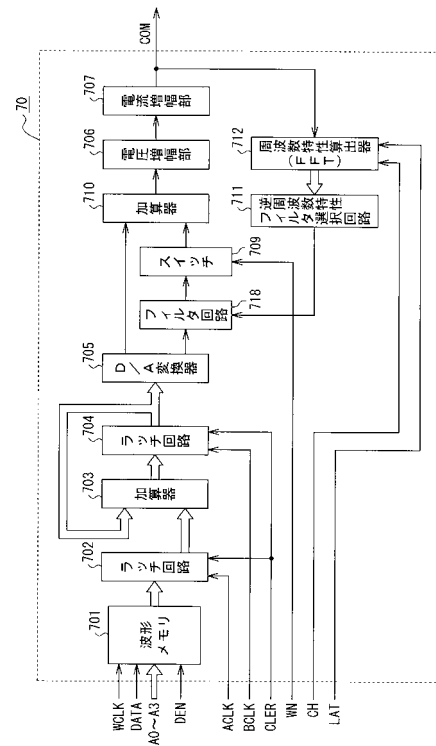 70
COM
707
電流増幅部
706
電圧増幅部
710
加算器
712
周波数特性算出器
(FFT)
711
逆周波数特性
フィルタ選択回路
スイッチ
709
フィルタ回路
718
705
D/A変換器
704
ラッチ回路
703
加算器
702
ラッチ回路
701
波形
メモリ
WCLK
DATA
A0～A3
DEN
ACLK
BCLK
CLER
WN
CH
LAT